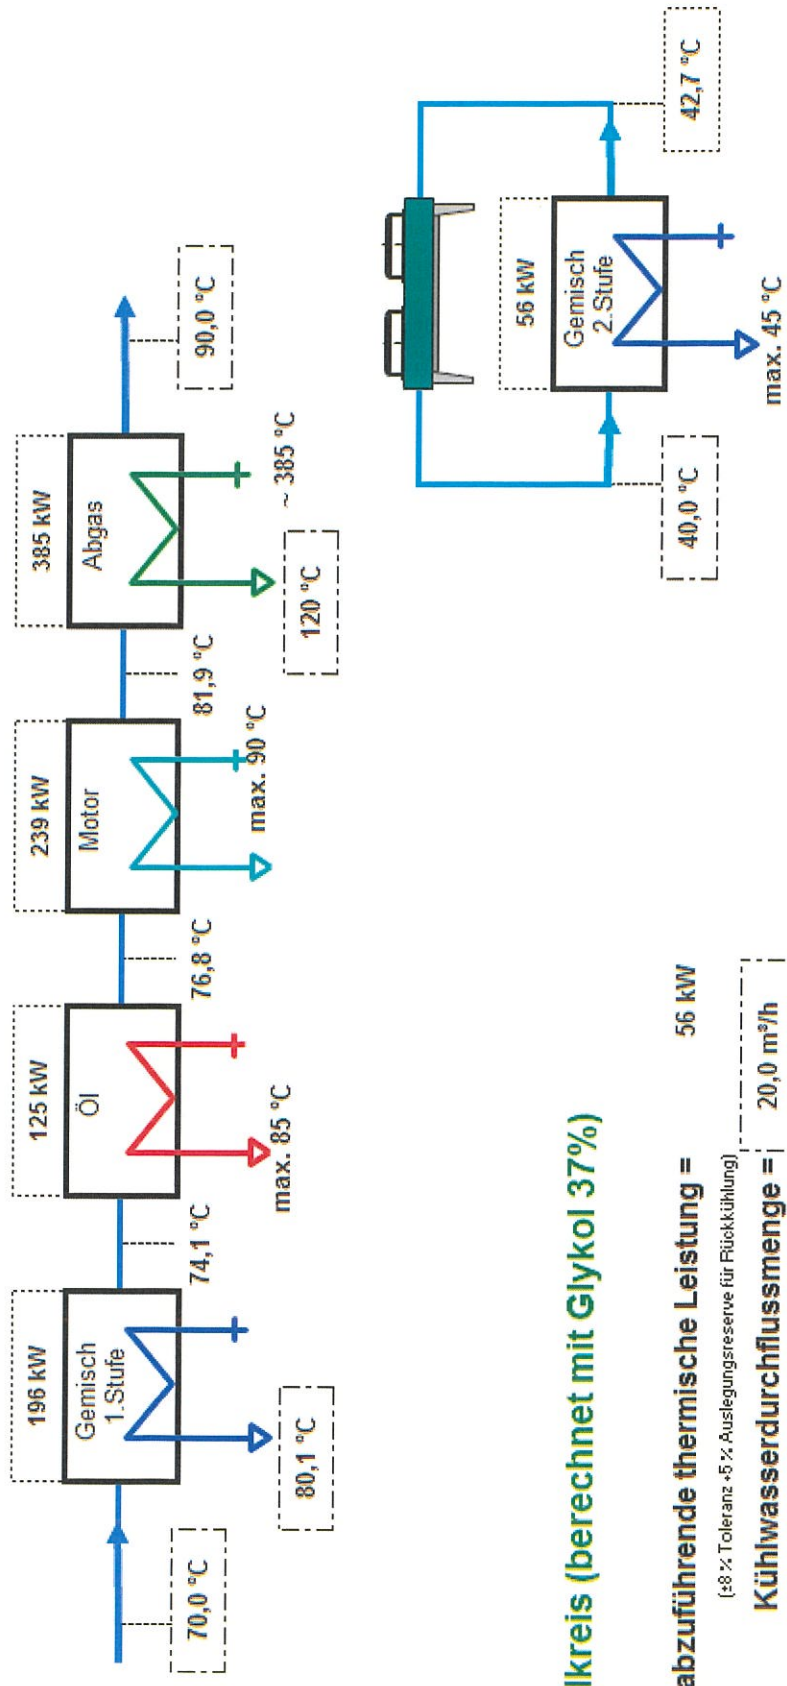 196 kW
125 kW
239 kW
385 kW
Gemisch
1.Stufe
Öl
Motor
Abgas
70,0 °C
74,1 °C
76,8 °C
81,9 °C
90,0 °C
80,1 °C
max. 85 °C
max. 90 °C
120 °C
~ 385 °C
56 kW
Gemisch
2.Stufe
40,0 °C
42,7 °C
max. 45 °C
lkreis (berechnet mit Glykol 37%)
abzuführende thermische Leistung = 56 kW
(±8 % Toleranz +5 % Auslegungsreserve für Rückkühlung)
Kühlwasserdurchflussmenge = 20,0 m³/h